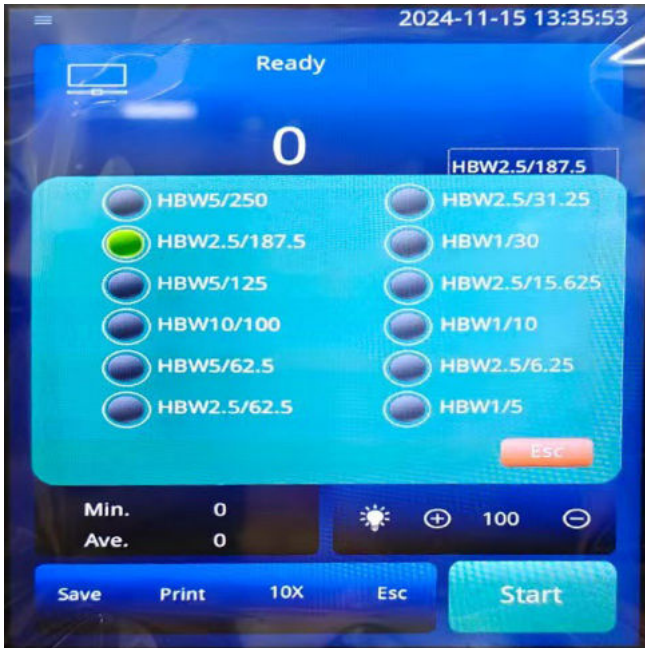 2024-11-15 13:35:53
Ready
0
HBW2.5/187.5
HBW5/250
HBW2.5/31.25
HBW2.5/187.5
HBW1/30
HBW5/125
HBW2.5/15.625
HBW10/100
HBW1/10
HBW5/62.5
HBW2.5/6.25
HBW2.5/62.5
HBW1/5
Esc
Min. 0
100
Ave. 0
Save Print 10X Esc Start